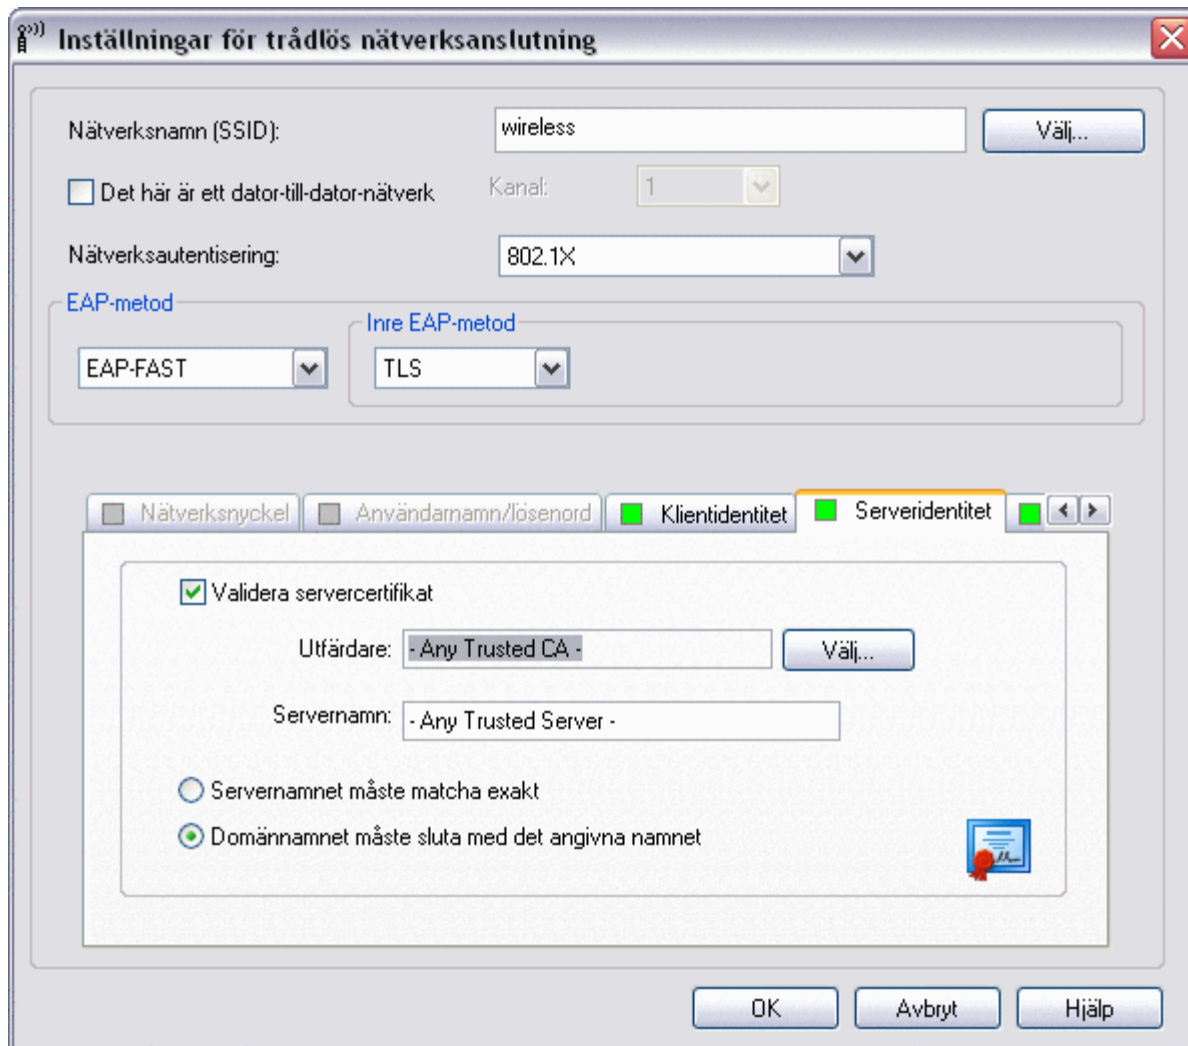 Inställningar för trådlös nätverksanslutning
Nätverksnamn (SSID): wireless Välj...
Det här är ett dator-till-dator-nätverk Kanal: 1
Nätverksautentisering: 802.1X
EAP-metod
Inre EAP-metod
EAP-FAST TLS
Nätverksnyckel Användarnamn/lösenord Klientidentitet Serveridentitet
Validera servercertifikat
Utfärdare: - Any Trusted CA - Välj...
Servernamn: - Any Trusted Server -
Servernamnet måste matcha exakt
Domännamnet måste sluta med det angivna namnet
OK Avbryt Hjälp